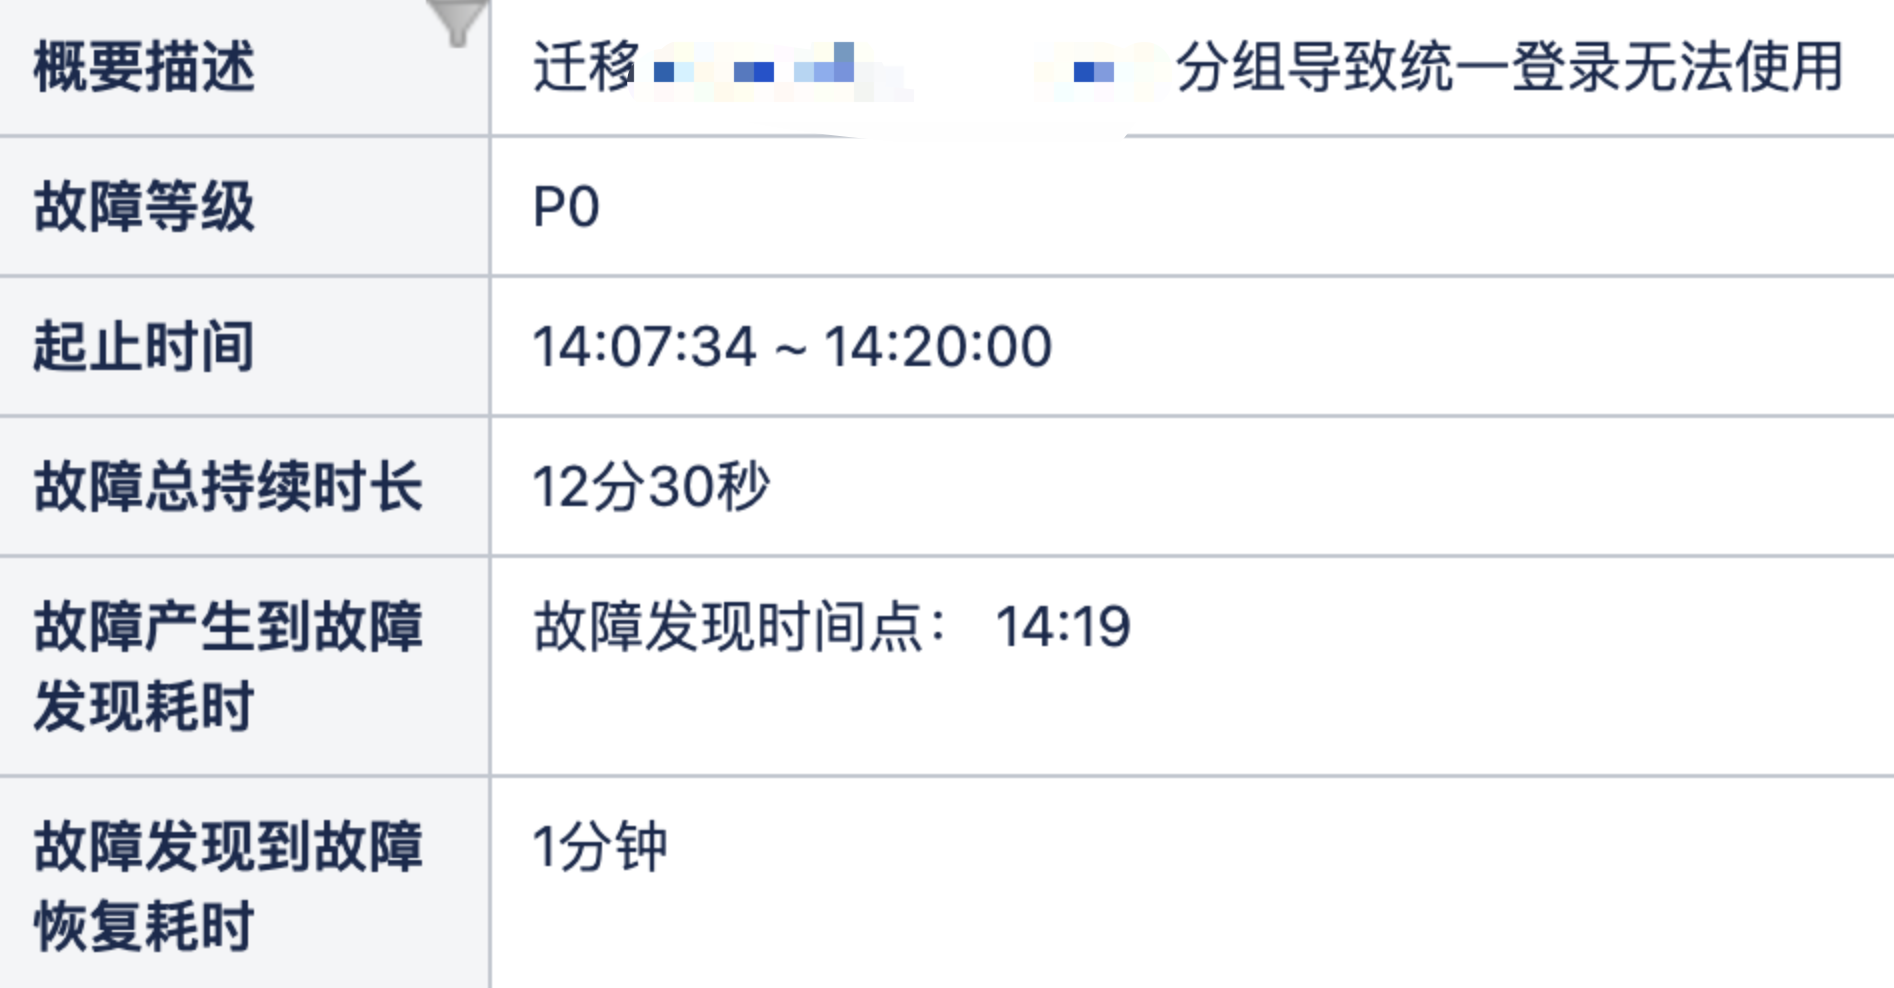 概要描述
迁移 分组导致统一登录无法使用
故障等级
P0
起止时间
14:07:34 ~ 14:20:00
故障总持续时长
12分30秒
故障产生到故障
发现耗时
故障发现时间点： 14:19
故障发现到故障
恢复耗时
1分钟